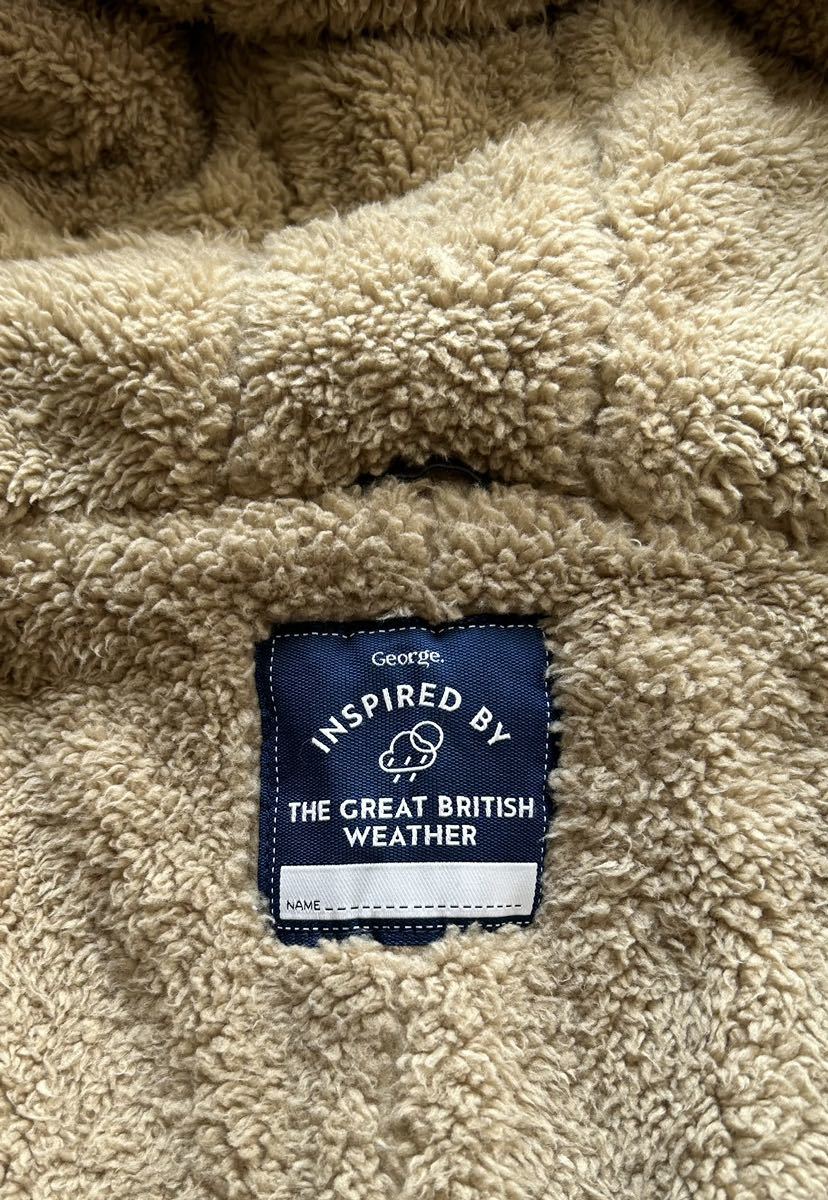 George.
INSPIRED BY
THE GREAT BRITISH
WEATHER
NAME